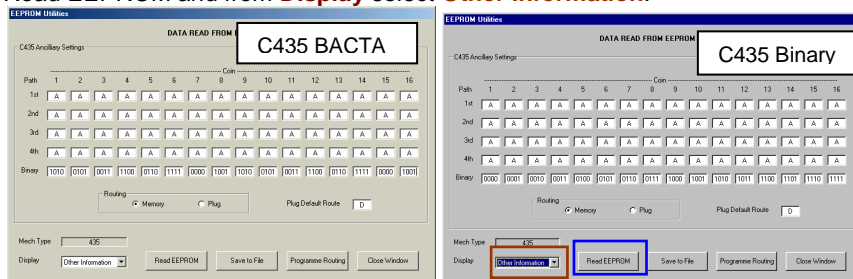 Read EEPROM and from Display select Other Information.
EEPROM Utilities
DATA READ FROM
C435 BACTA
C435 Ancilliary Settings
Coin
Path 1 2 3 4 5 6 7 8 9 10 11 12 13 14 15 16
1st A A A A A A A A A A A A A A A A
2nd A A A A A A A A A A A A A A A A
3rd A A A A A A A A A A A A A A A A
4th A A A A A A A A A A A A A A A A
Binary 1010 0101 0011 1100 0110 1111 0000 1001 1010 0101 0011 1100 0110 1111 0000 1001
Routing
Memory Plug
Plug Default Route D
Mech Type 435
Display Other Information Read EEPROM Save to File Programme Routing Close Window
EEPROM Utilities
DATA READ FROM EEPROM
C435 Binary
C435 Ancilliary Settings
Coin
Path 1 2 3 4 5 6 7 8 9 10 11 12 13 14 15 16
1st A A A A A A A A A A A A A A A A
2nd A A A A A A A A A A A A A A A A
3rd A A A A A A A A A A A A A A A A
4th A A A A A A A A A A A A A A A A
Binary 0000 0001 0010 0011 0100 0101 0110 0111 1000 1001 1010 1011 1100 1101 1110 1111
Routing
Memory Plug
Plug Default Route D
Mech Type 435
Display Other Information Read EEPROM Save to File Programme Routing Close Window